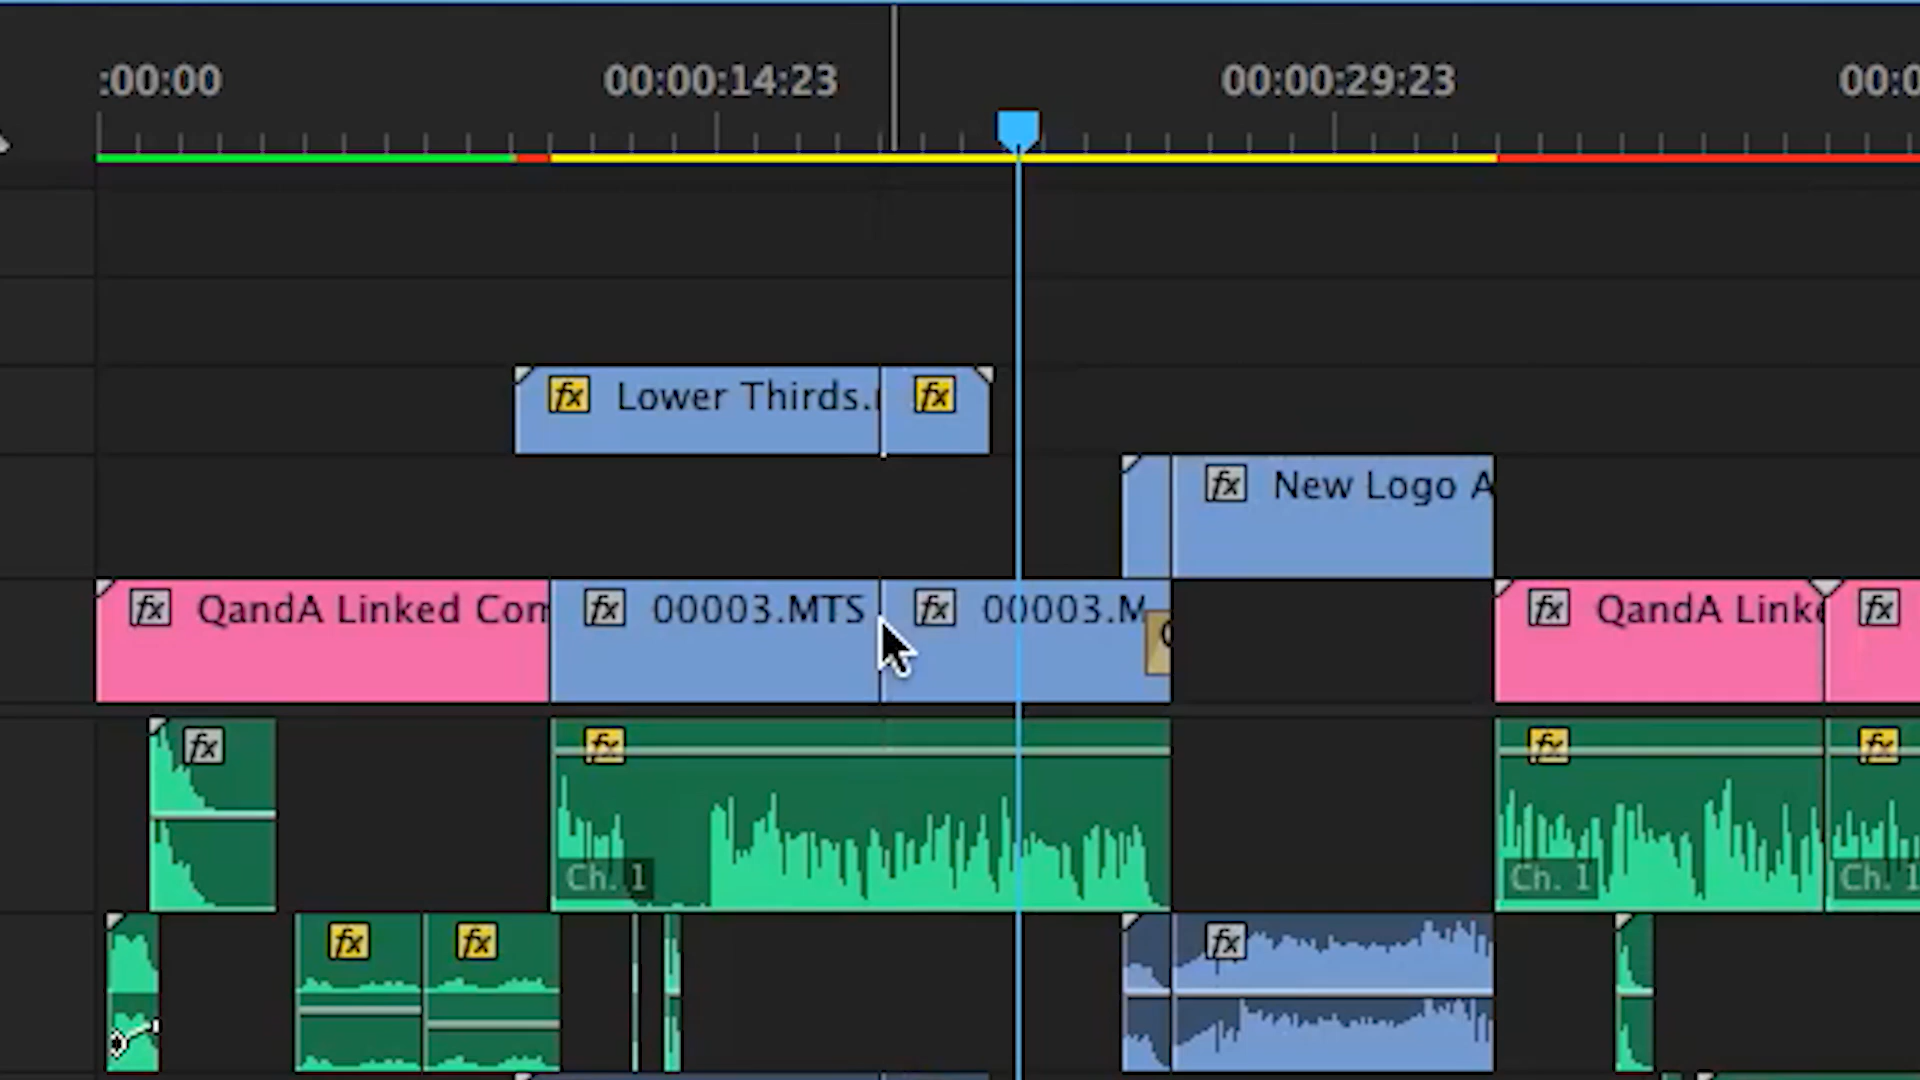 :00:00 00:00:14:23 00:00:29:23 00:0
fx Lower Thirds. fx
fx New Logo A
fx QandA Linked Con fx 00003.MTS fx 00003.M fx QandA Link fx
fx fx fx fx
Ch. 1 Ch. 1 Ch. 1
fx fx fx